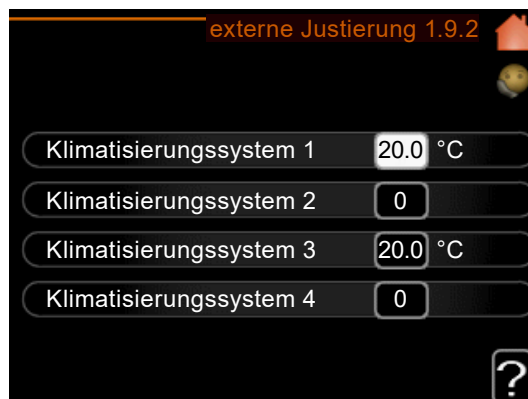 externe Justierung 1.9.2
Klimatisierungssystem 1 20.0 °C
Klimatisierungssystem 2 0
Klimatisierungssystem 3 20.0 °C
Klimatisierungssystem 4 0
?